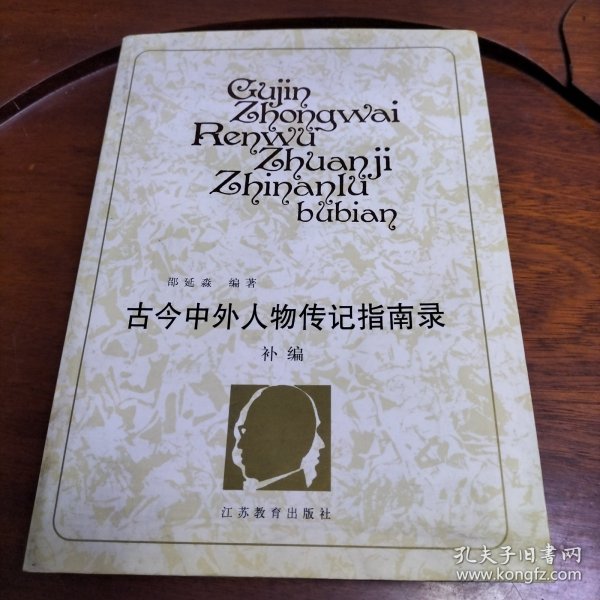 Gujin
Zhongwai
Renwu
Zhuanji
Zhinanlu
bubian
邵延淼 编著
古今中外人物传记指南录
补编
江苏教育出版社
孔夫子旧书网
www.kongfz.com